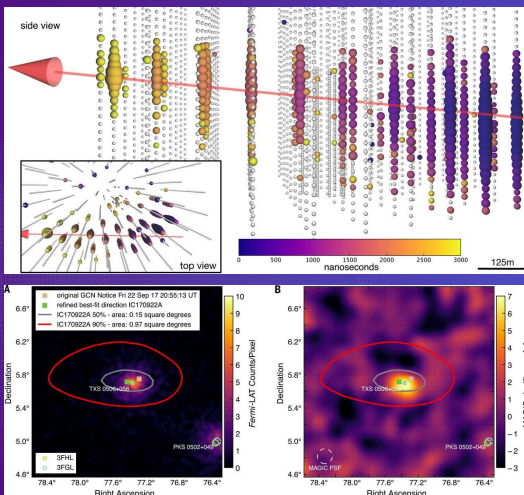 side view
top view
0 500 1000 1500 2000 2500 3000
nanoseconds
125m
A
original GCN Notice Fri 22 Sep 17 20:55:13 UT
refined best-fit direction IC170922A
IC170922A 50% - area: 0.15 square degrees
IC170922A 90% - area: 0.97 square degrees
6.6°
6.2°
5.8°
5.4°
5.0°
4.6°
Declination
TXS 0506+056
PKS 0502+049
3FHL
3FGL
78.4° 78.0° 77.6° 77.2° 76.8° 76.4°
Right Ascension
10
9
8
7
6
5
4
3
2
1
0
Fermi-LAT Counts/Pixel
B
6.6°
6.2°
5.8°
5.4°
5.0°
4.6°
Declination
TXS 0506+056
PKS 0502+049
MAGIC PSF
78.4° 78.0° 77.6° 77.2° 76.8° 76.4°
Right Ascension
7
6
5
4
3
2
1
0
−1
−2
−3